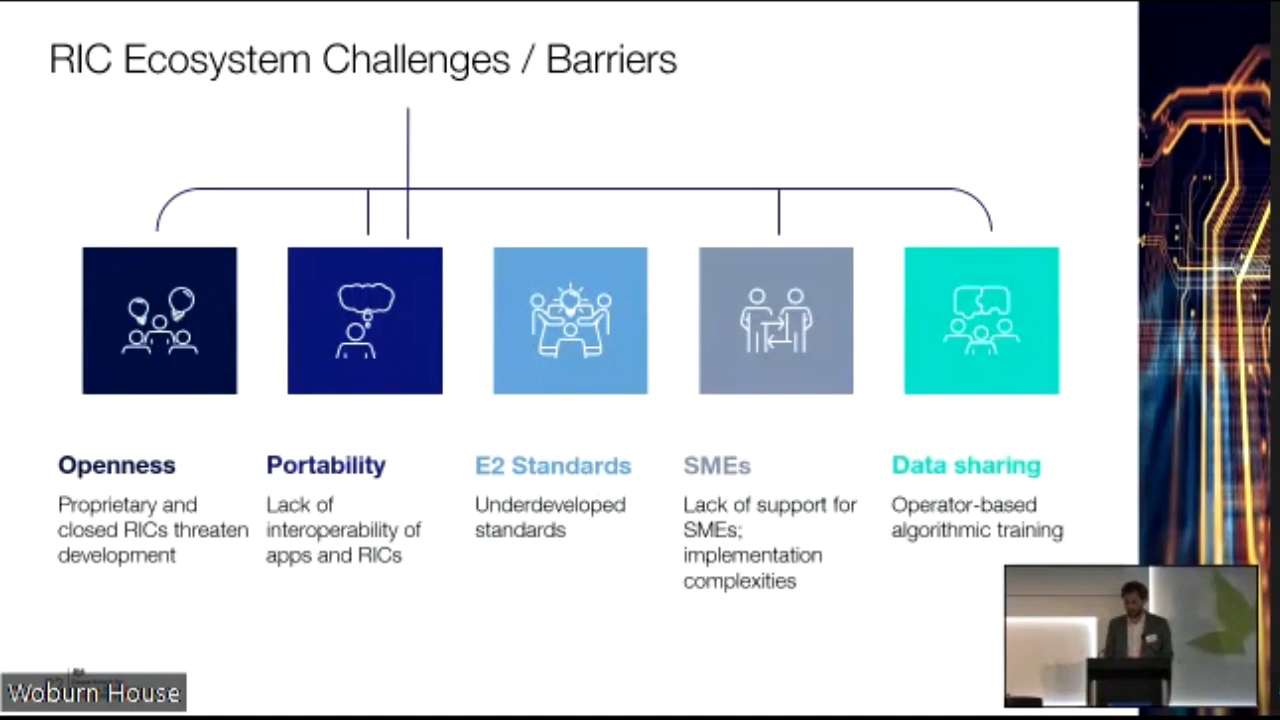 RIC Ecosystem Challenges / Barriers
Openness
Proprietary and
closed RICs threaten
development
Portability
Lack of
interoperability of
apps and RICs
E2 Standards
Underdeveloped
standards
SMEs
Lack of support for
SMEs;
implementation
complexities
Data sharing
Operator-based
algorithmic training
Woburn House